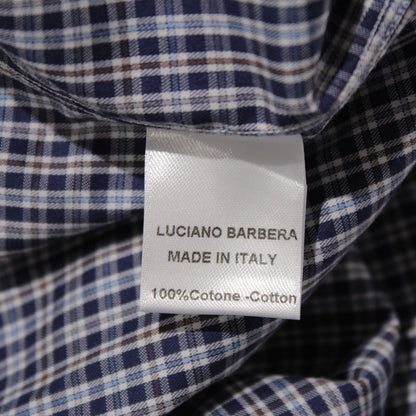 LUCIANO BARBERA
MADE IN ITALY
100%Cotone -Cotton